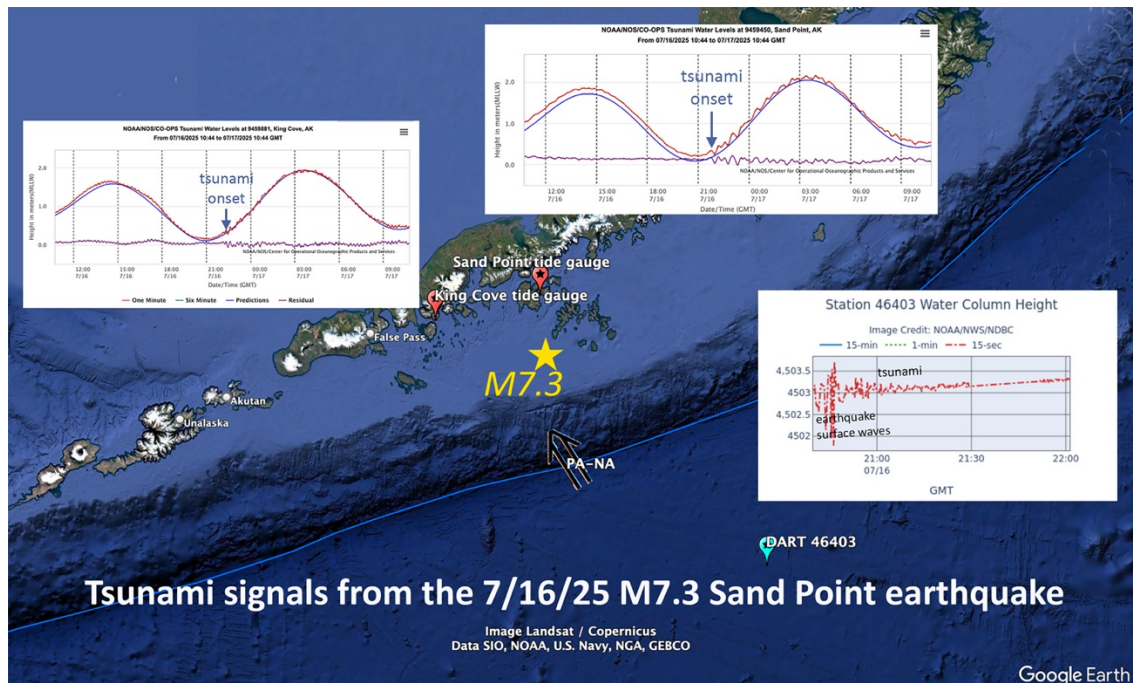 NOAA/NOS/CO-OPS Tsunami Water Levels at 9459450, Sand Point, AK
From 07/16/2025 10:44 to 07/17/2025 10:44 GMT
Height in meters(MLLW)
2.0
1.0
0.0
tsunami
onset
NOAA/NOS/Center for Operational Oceanographic Products and Services
12:00 15:00 18:00 21:00 00:00 03:00 06:00 09:00
7/16 7/16 7/16 7/16 7/17 7/17 7/17 7/17
Date/Time (GMT)
NOAA/NOS/CO-OPS Tsunami Water Levels at 9459881, King Cove, AK
From 07/16/2025 10:44 to 07/17/2025 10:44 GMT
Height in meters(MLLW)
2.0
1.0
0.0
tsunami
onset
NOAA/NOS/Center for Operational Oceanographic Products and Services
12:00 15:00 18:00 21:00 00:00 03:00 06:00 09:00
7/16 7/16 7/16 7/16 7/17 7/17 7/17 7/17
Date/Time (GMT)
One Minute Six Minute Predictions Residual
Sand Point tide gauge
King Cove tide gauge
False Pass
M7.3
Akutan
Unalaska
PA-NA
Station 46403 Water Column Height
Image Credit: NOAA/NWS/NDBC
15-min 1-min 15-sec
4,503.5
4503
4,502.5
4502
tsunami
earthquake
surface waves
21:00 21:30 22:00
07/16
GMT
DART 46403
Tsunami signals from the 7/16/25 M7.3 Sand Point earthquake
Image Landsat / Copernicus
Data SIO, NOAA, U.S. Navy, NGA, GEBCO
Google Earth